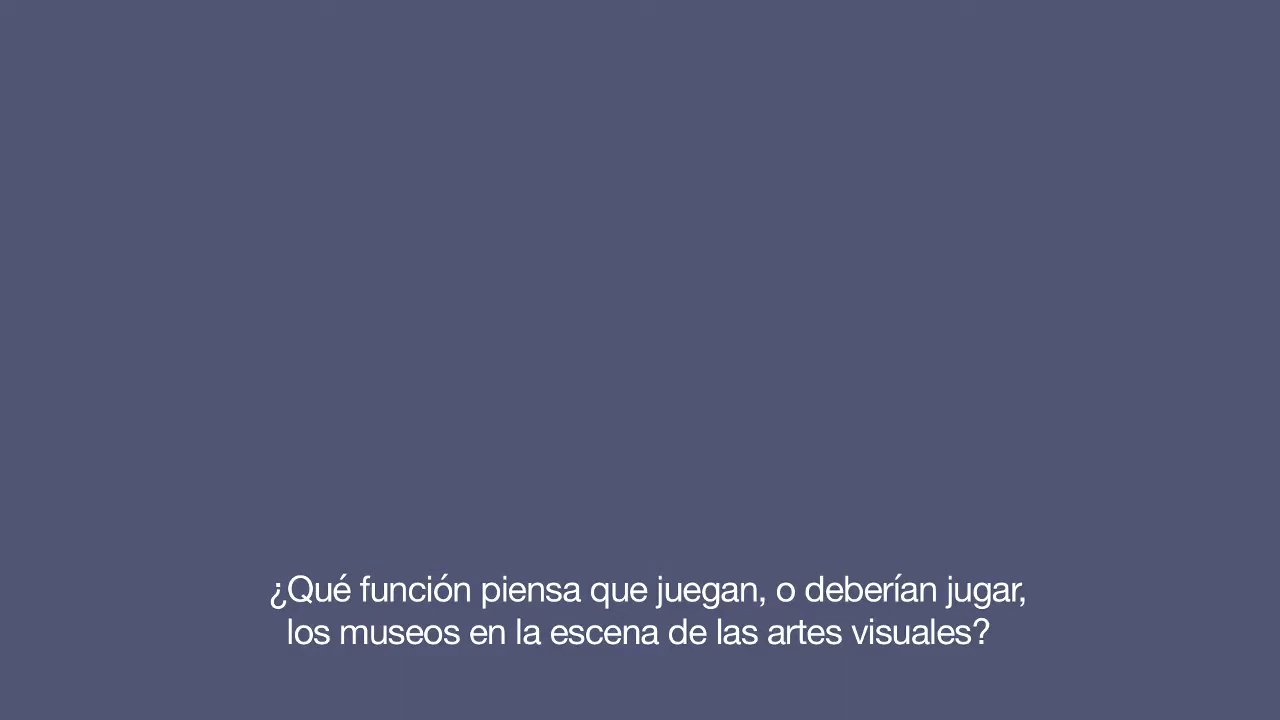 ¿Qué función piensa que juegan, o deberían jugar,
los museos en la escena de las artes visuales?